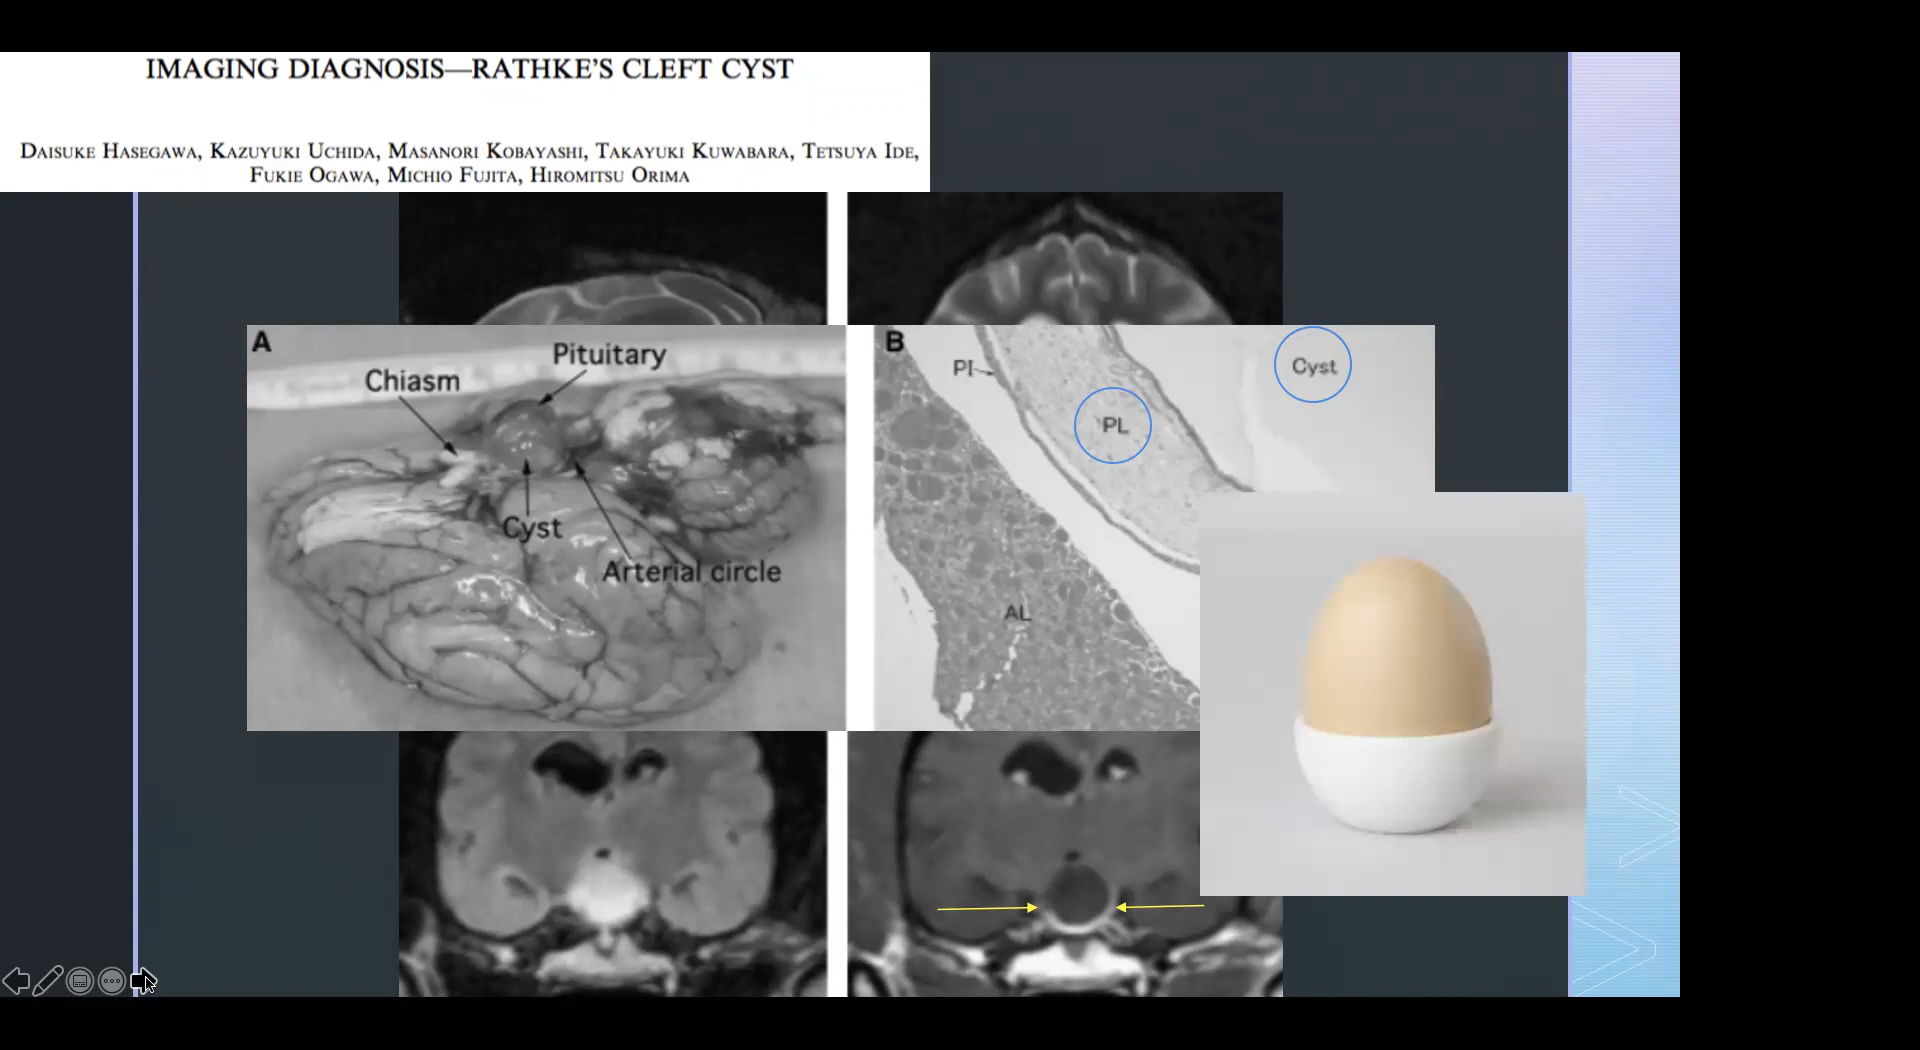 IMAGING DIAGNOSIS—RATHKE'S CLEFT CYST
DAISUKE HASEGAWA, KAZUYUKI UCHIDA, MASANORI KOBAYASHI, TAKAYUKI KUWABARA, TETSUYA IDE,
FUKIE OGAWA, MICHIO FUJITA, HIROMITSU ORIMA
A
Pituitary
Chiasm
Cyst
Arterial circle
B
PI
Cyst
PL
AL